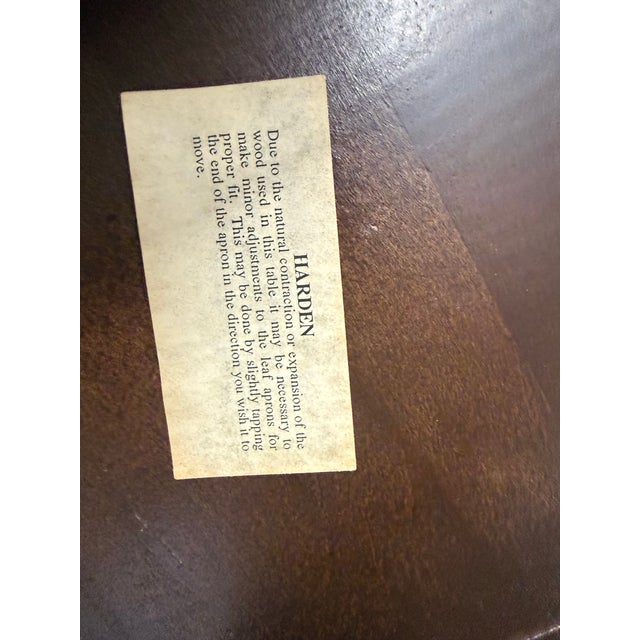 HARDEN
Due to the natural contraction or expansion of the
wood used in this table it may be necessary to
make minor adjustments to the leaf aprons for
proper fit. This may be done by slightly tapping
the end of the apron in the direction you wish it to
move.